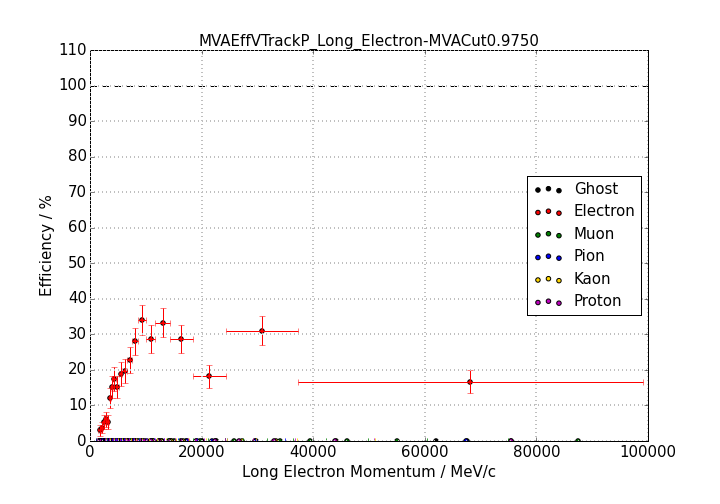 MVAEffVTrackP_Long_Electron-MVACut0.9750
110
100
90
80
70
60
50
40
30
20
10
0
Efficiency / %
Ghost
Electron
Muon
Pion
Kaon
Proton
0 20000 40000 60000 80000 100000
Long Electron Momentum / MeV/c